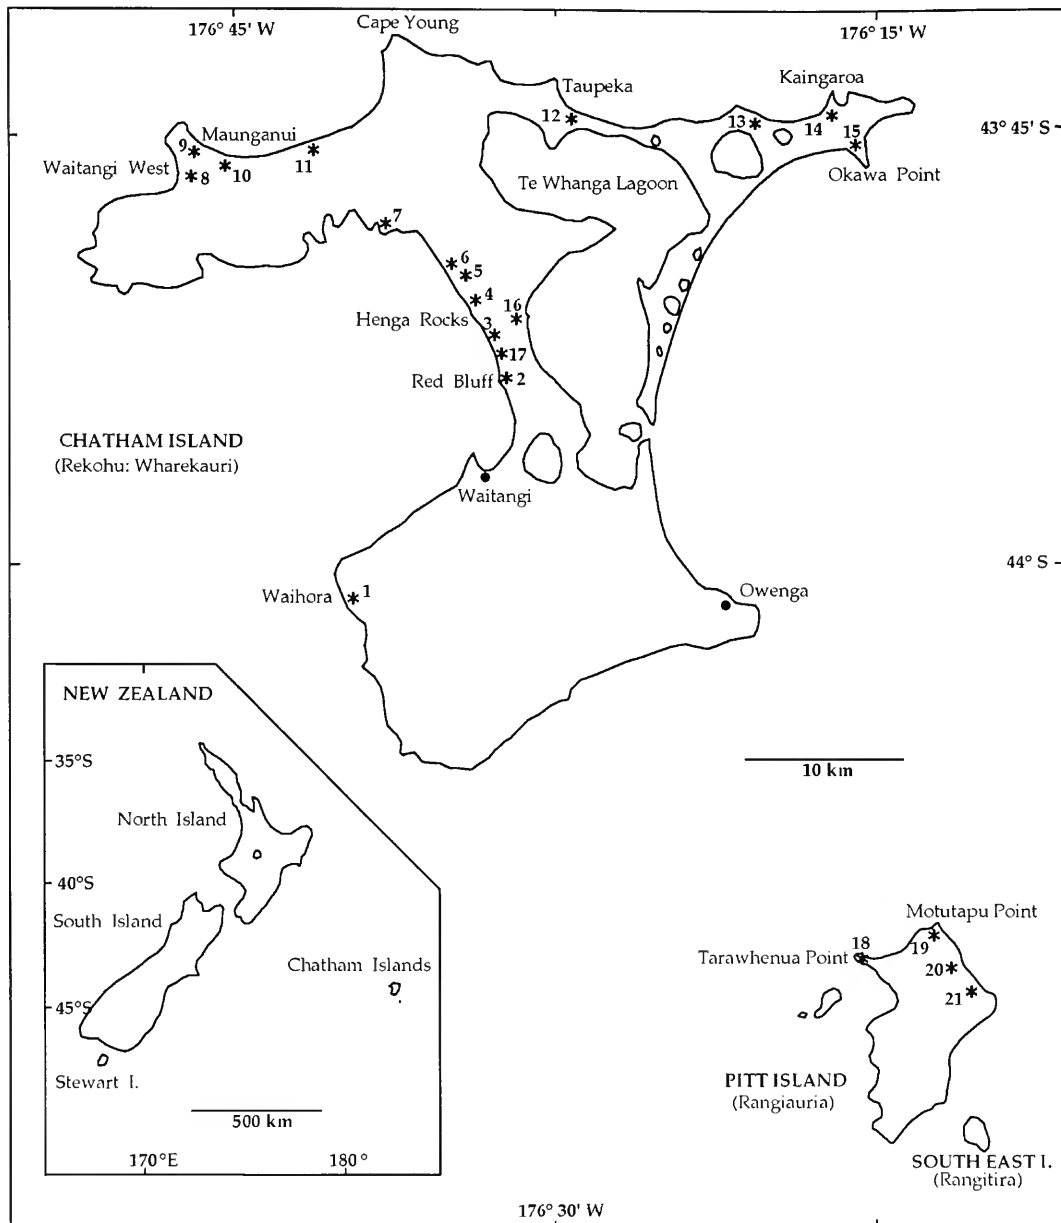 176° 45' W
Cape Young
176° 15' W
Taupeka
Kaingaroa
12
13
14
15
43° 45' S
Maunganui
9
Waitangi West
8
10
11
Te Whanga Lagoon
Okawa Point
7
6
5
4
16
Henga Rocks
3
17
Red Bluff
2
CHATHAM ISLAND
(Rekohu: Wharekauri)
Waitangi
44° S
Waihora
1
Owenga
NEW ZEALAND
35°S
10 km
North Island
40°S
South Island
Chatham Islands
45°S
Stewart I.
500 km
170°E
180°
Motutapu Point
18
19
Tarawhenua Point
20
21
PITT ISLAND
(Rangiauria)
SOUTH EAST I.
(Rangitira)
176° 30' W